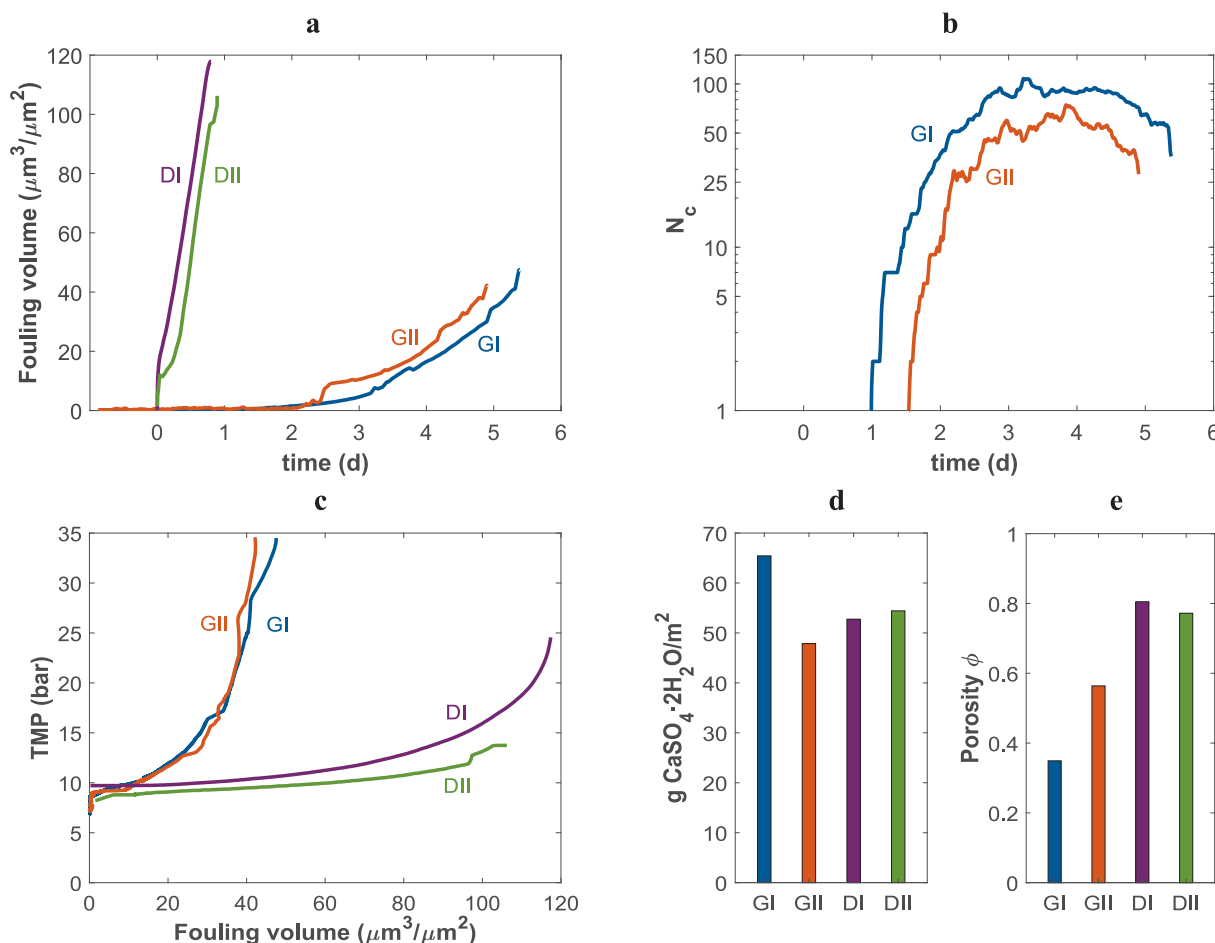 a
Fouling volume (μm³/μm²)
120
100
80
60
40
20
0
DI
DII
GII
GI
0 1 2 3 4 5 6
time (d)
b
N_c
150
100
50
25
10
5
1
GI
GII
0 1 2 3 4 5 6
time (d)
c
TMP (bar)
35
30
25
20
15
10
5
0
GII
GI
DI
DII
0 20 40 60 80 100 120
Fouling volume (μm³/μm²)
d
g CaSO₄·2H₂O/m²
70
60
50
40
30
20
10
0
GI GII DI DII
e
Porosity ϕ
1
0.8
0.6
0.4
0.2
0
GI GII DI DII